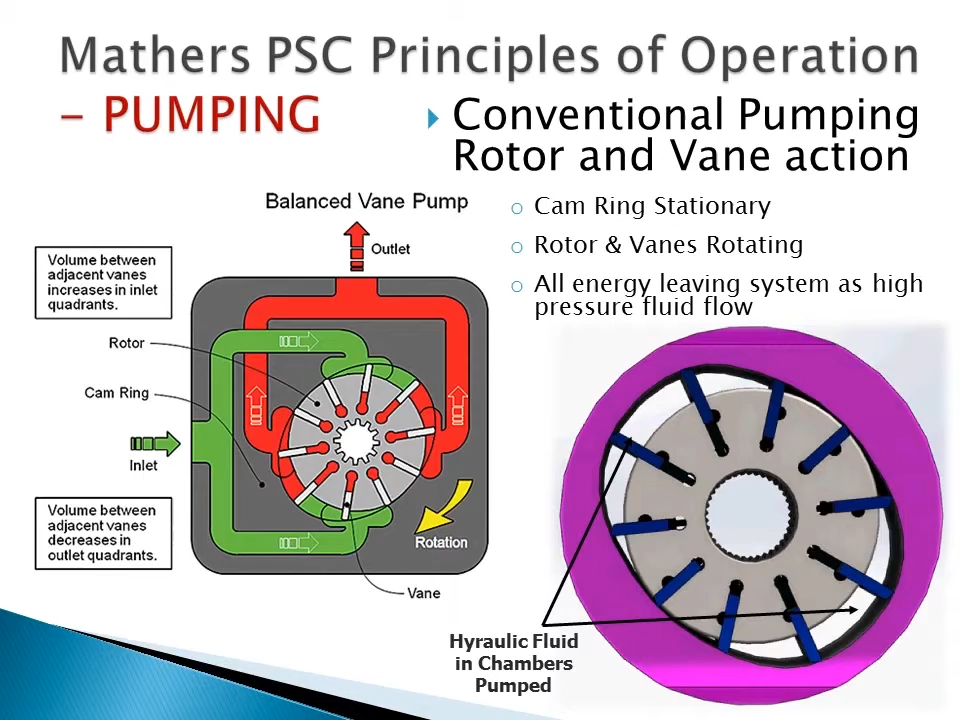 Mathers PSC Principles of Operation
- PUMPING
Conventional Pumping
Rotor and Vane action
Cam Ring Stationary
Rotor & Vanes Rotating
All energy leaving system as high
pressure fluid flow
Balanced Vane Pump
Outlet
Volume between
adjacent vanes
increases in inlet
quadrants.
Rotor
Cam Ring
Inlet
Volume between
adjacent vanes
decreases in
outlet quadrants.
Rotation
Vane
Hyraulic Fluid
in Chambers
Pumped